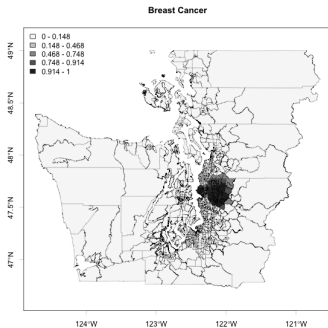 Breast Cancer
0 - 0.148
0.148 - 0.468
0.468 - 0.748
0.748 - 0.914
0.914 - 1
49°N
48.5°N
48°N
47.5°N
47°N
124°W
123°W
122°W
121°W